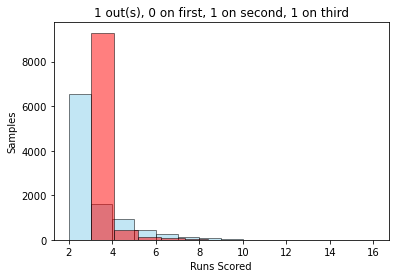 1 out(s), 0 on first, 1 on second, 1 on third
8000
6000
4000
2000
0
Samples
2 4 6 8 10 12 14 16
Runs Scored